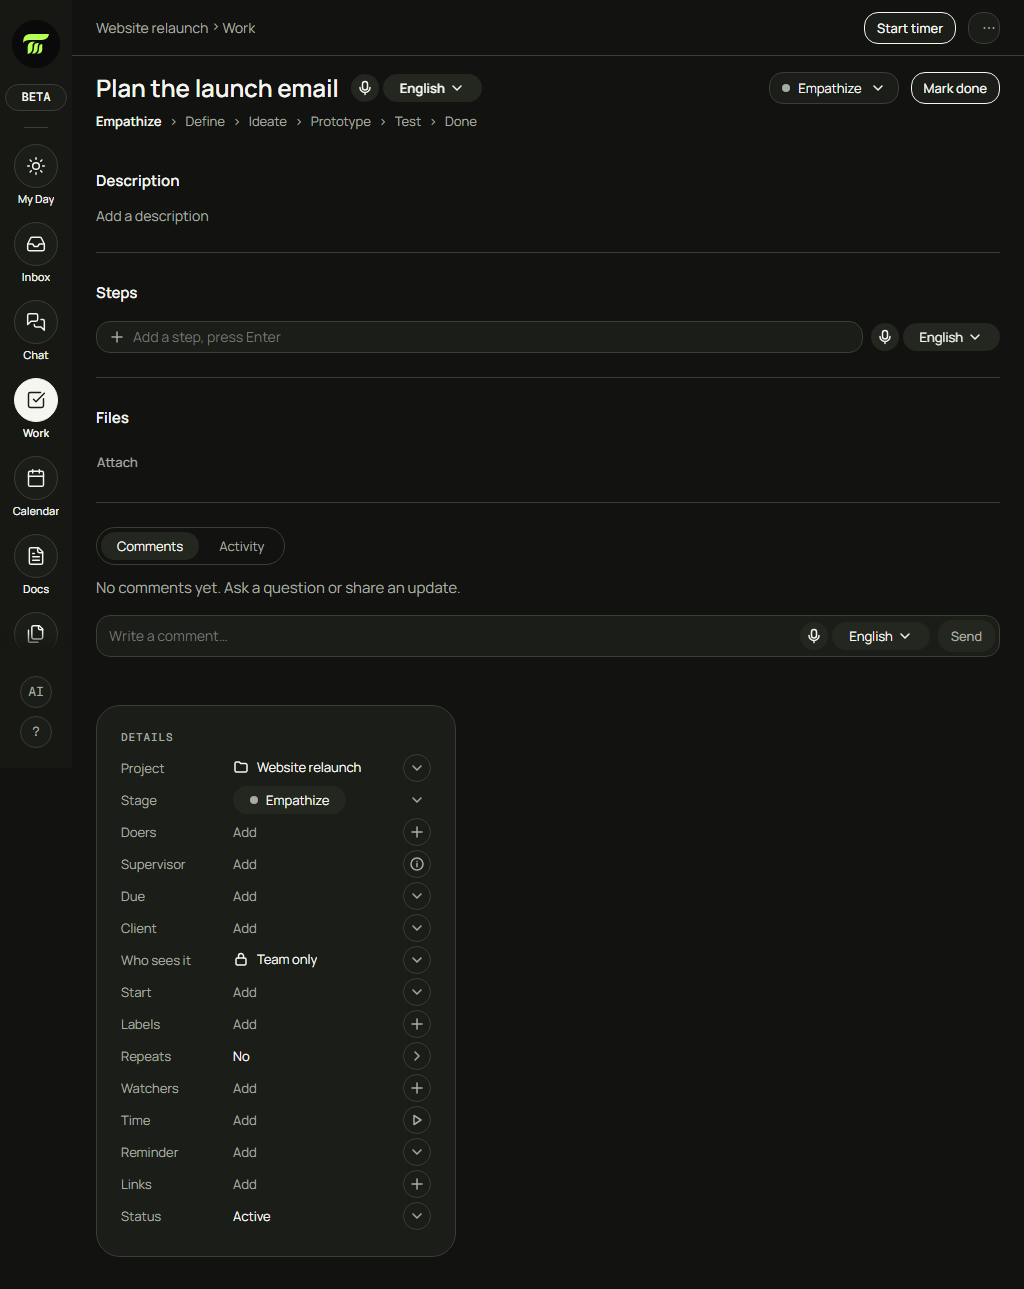 Website relaunch > Work
Start timer
...
BETA
Plan the launch email
English
Empathize
Mark done
Empathize > Define > Ideate > Prototype > Test > Done
My Day
Inbox
Chat
Work
Calendar
Docs
AI
?
Description
Add a description
Steps
Add a step, press Enter
English
Files
Attach
Comments
Activity
No comments yet. Ask a question or share an update.
Write a comment...
English
Send
DETAILS
Project Website relaunch
Stage Empathize
Doers Add
Supervisor Add
Due Add
Client Add
Who sees it Team only
Start Add
Labels Add
Repeats No
Watchers Add
Time Add
Reminder Add
Links Add
Status Active